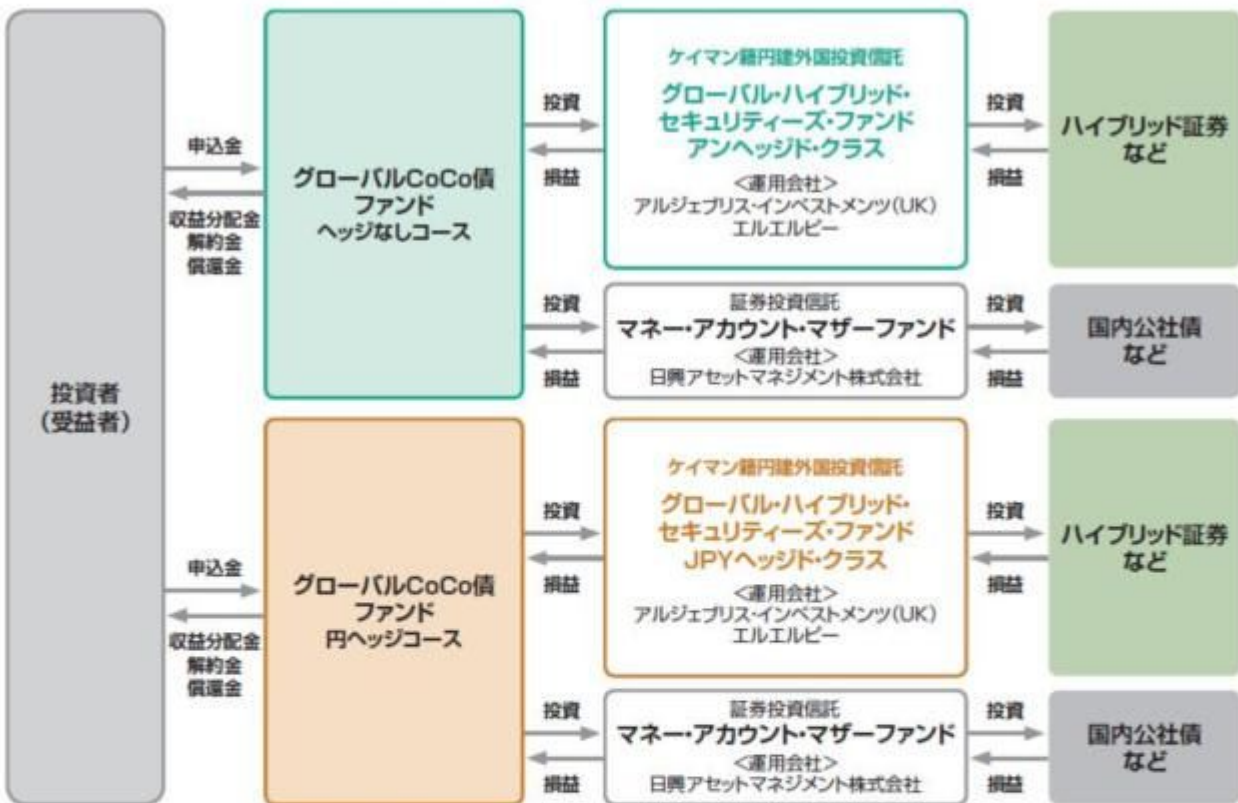 投資者
（受益者）
申込金
収益分配金
解約金
償還金
グローバルCoCo債
ファンド
ヘッジなしコース
投資
損益
ケイマン籍円建外国投資信託
グローバル・ハイブリッド・
セキュリティーズ・ファンド
アンヘッジド・クラス
＜運用会社＞
アルジェブリス・インベストメンツ(UK)
エルエルピー
投資
損益
ハイブリッド証券
など
投資
損益
証券投資信託
マネー・アカウント・マザーファンド
＜運用会社＞
日興アセットマネジメント株式会社
投資
損益
国内公社債
など
申込金
収益分配金
解約金
償還金
グローバルCoCo債
ファンド
円ヘッジコース
投資
損益
ケイマン籍円建外国投資信託
グローバル・ハイブリッド・
セキュリティーズ・ファンド
JPYヘッジド・クラス
＜運用会社＞
アルジェブリス・インベストメンツ(UK)
エルエルピー
投資
損益
ハイブリッド証券
など
投資
損益
証券投資信託
マネー・アカウント・マザーファンド
＜運用会社＞
日興アセットマネジメント株式会社
投資
損益
国内公社債
など